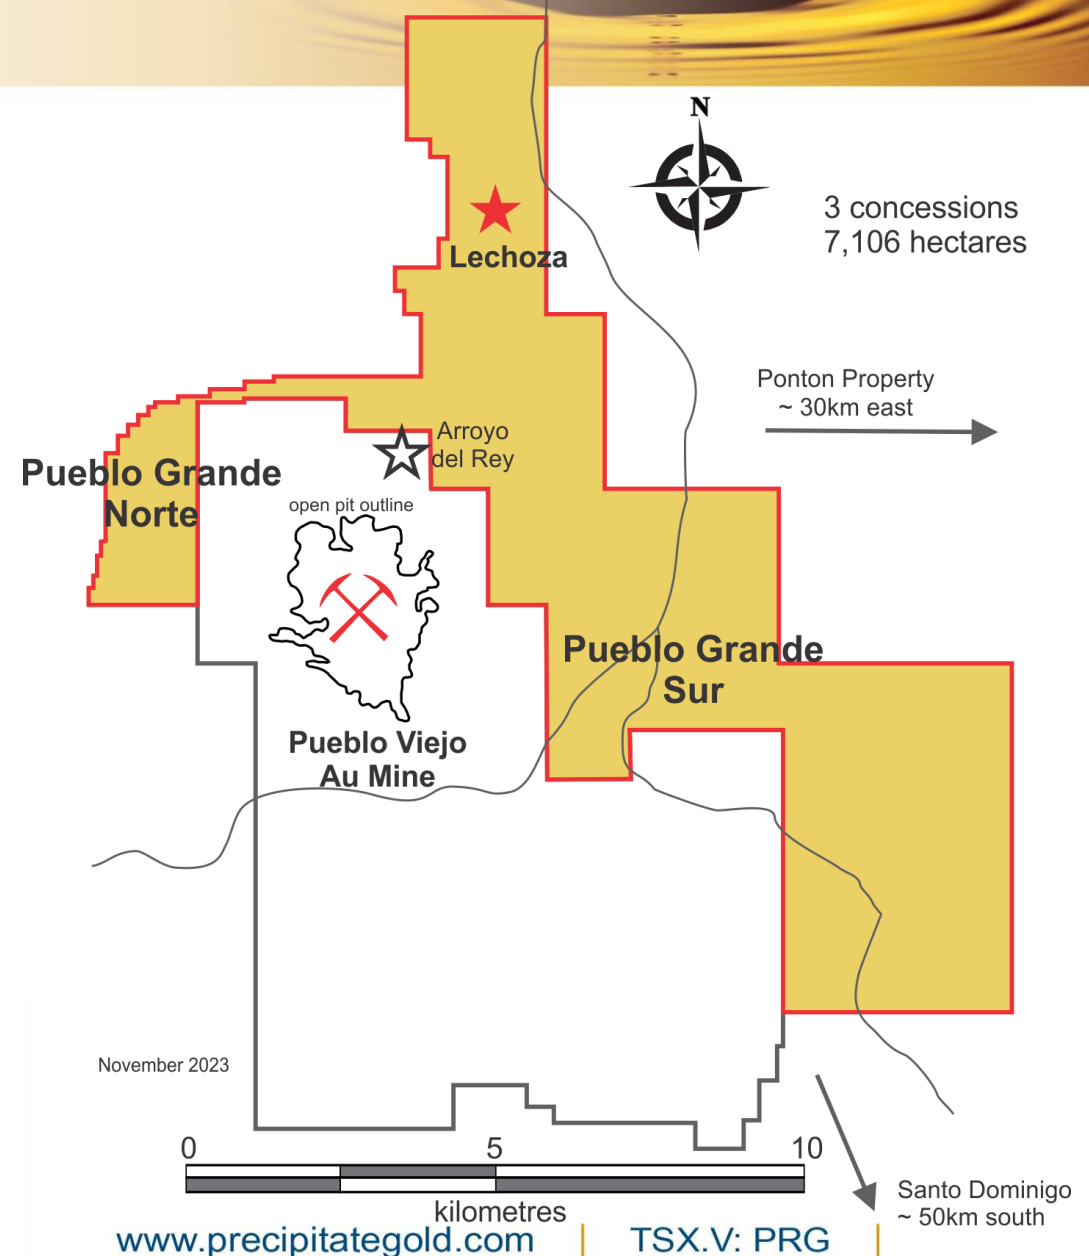 N
3 concessions
7,106 hectares
Lechoza
Ponton Property
~ 30km east
Arroyo
del Rey
Pueblo Grande
Norte
open pit outline
Pueblo Grande
Sur
Pueblo Viejo
Au Mine
November 2023
0 5 10
kilometres
Santo Dominigo
~ 50km south
www.precipitategold.com | TSX.V: PRG |